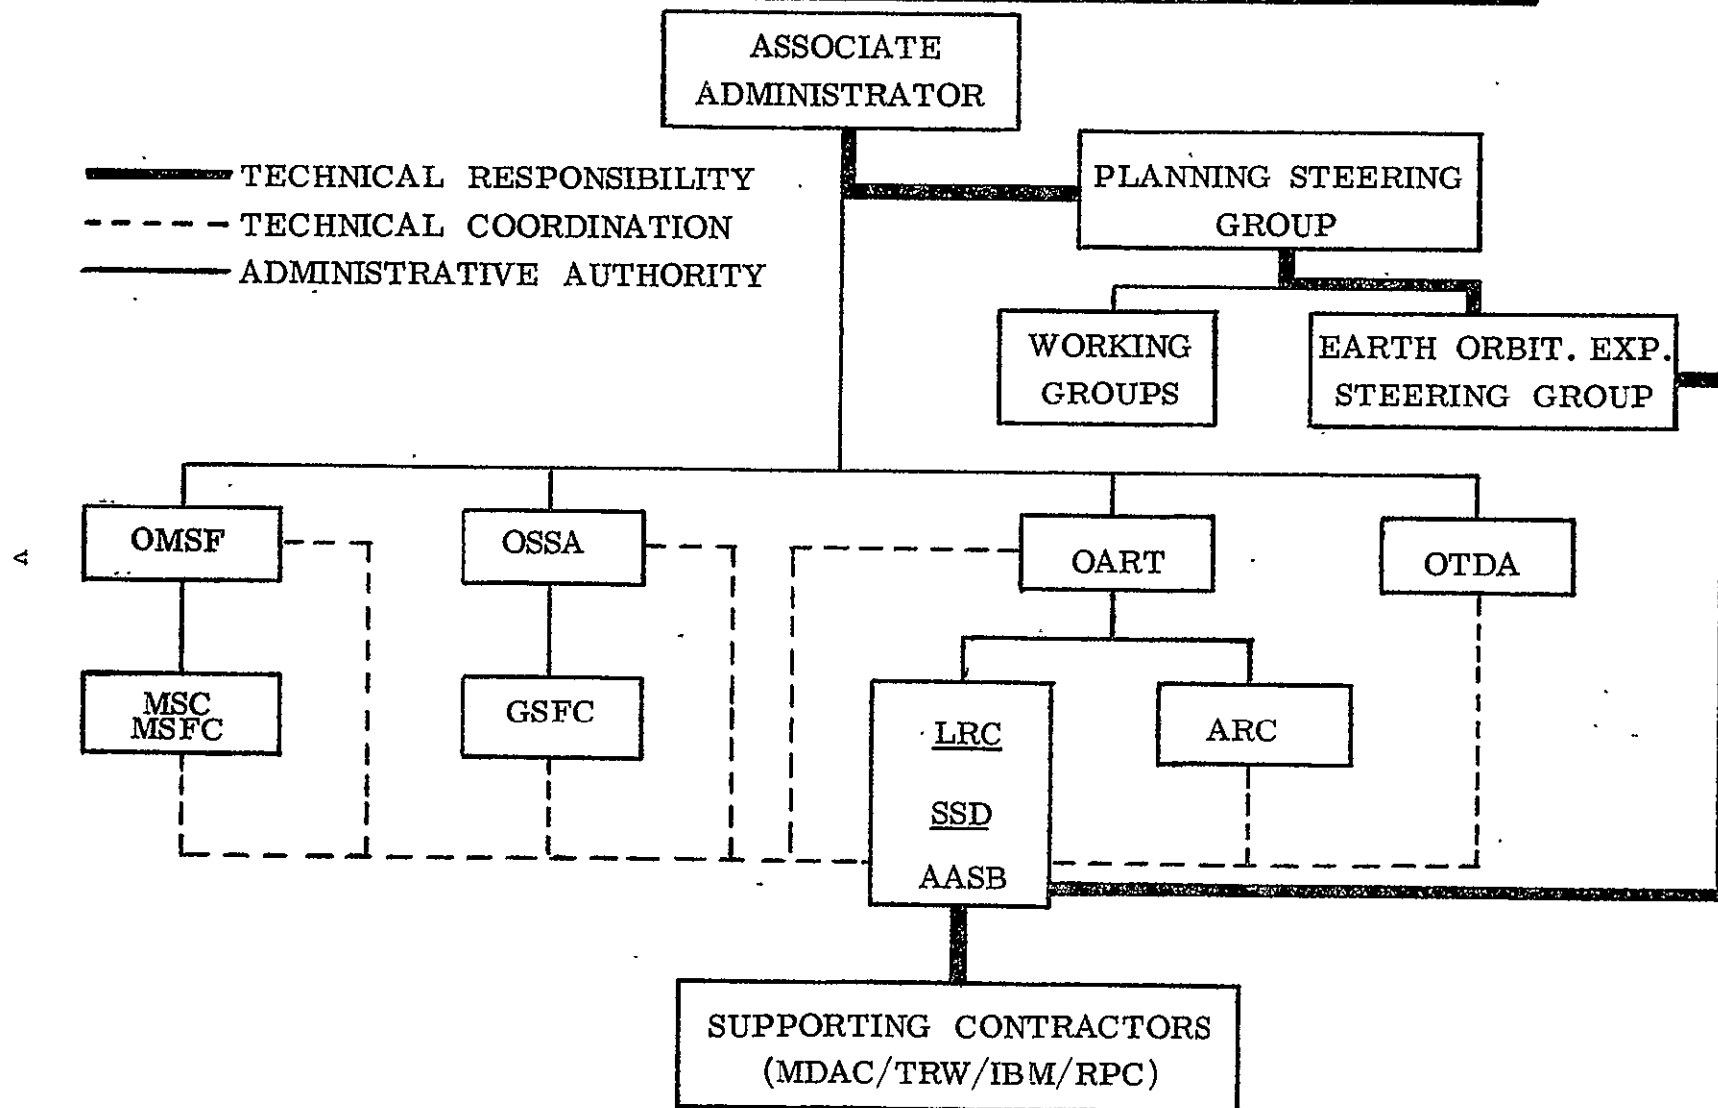 ASSOCIATE
ADMINISTRATOR
TECHNICAL RESPONSIBILITY
TECHNICAL COORDINATION
ADMINISTRATIVE AUTHORITY
PLANNING STEERING
GROUP
WORKING
GROUPS
EARTH ORBIT. EXP.
STEERING GROUP
OMSF
OSSA
OART
OTDA
MSC
MSFC
GSFC
LRC
SSD
AASB
ARC
SUPPORTING CONTRACTORS
(MDAC/TRW/IBM/RPC)